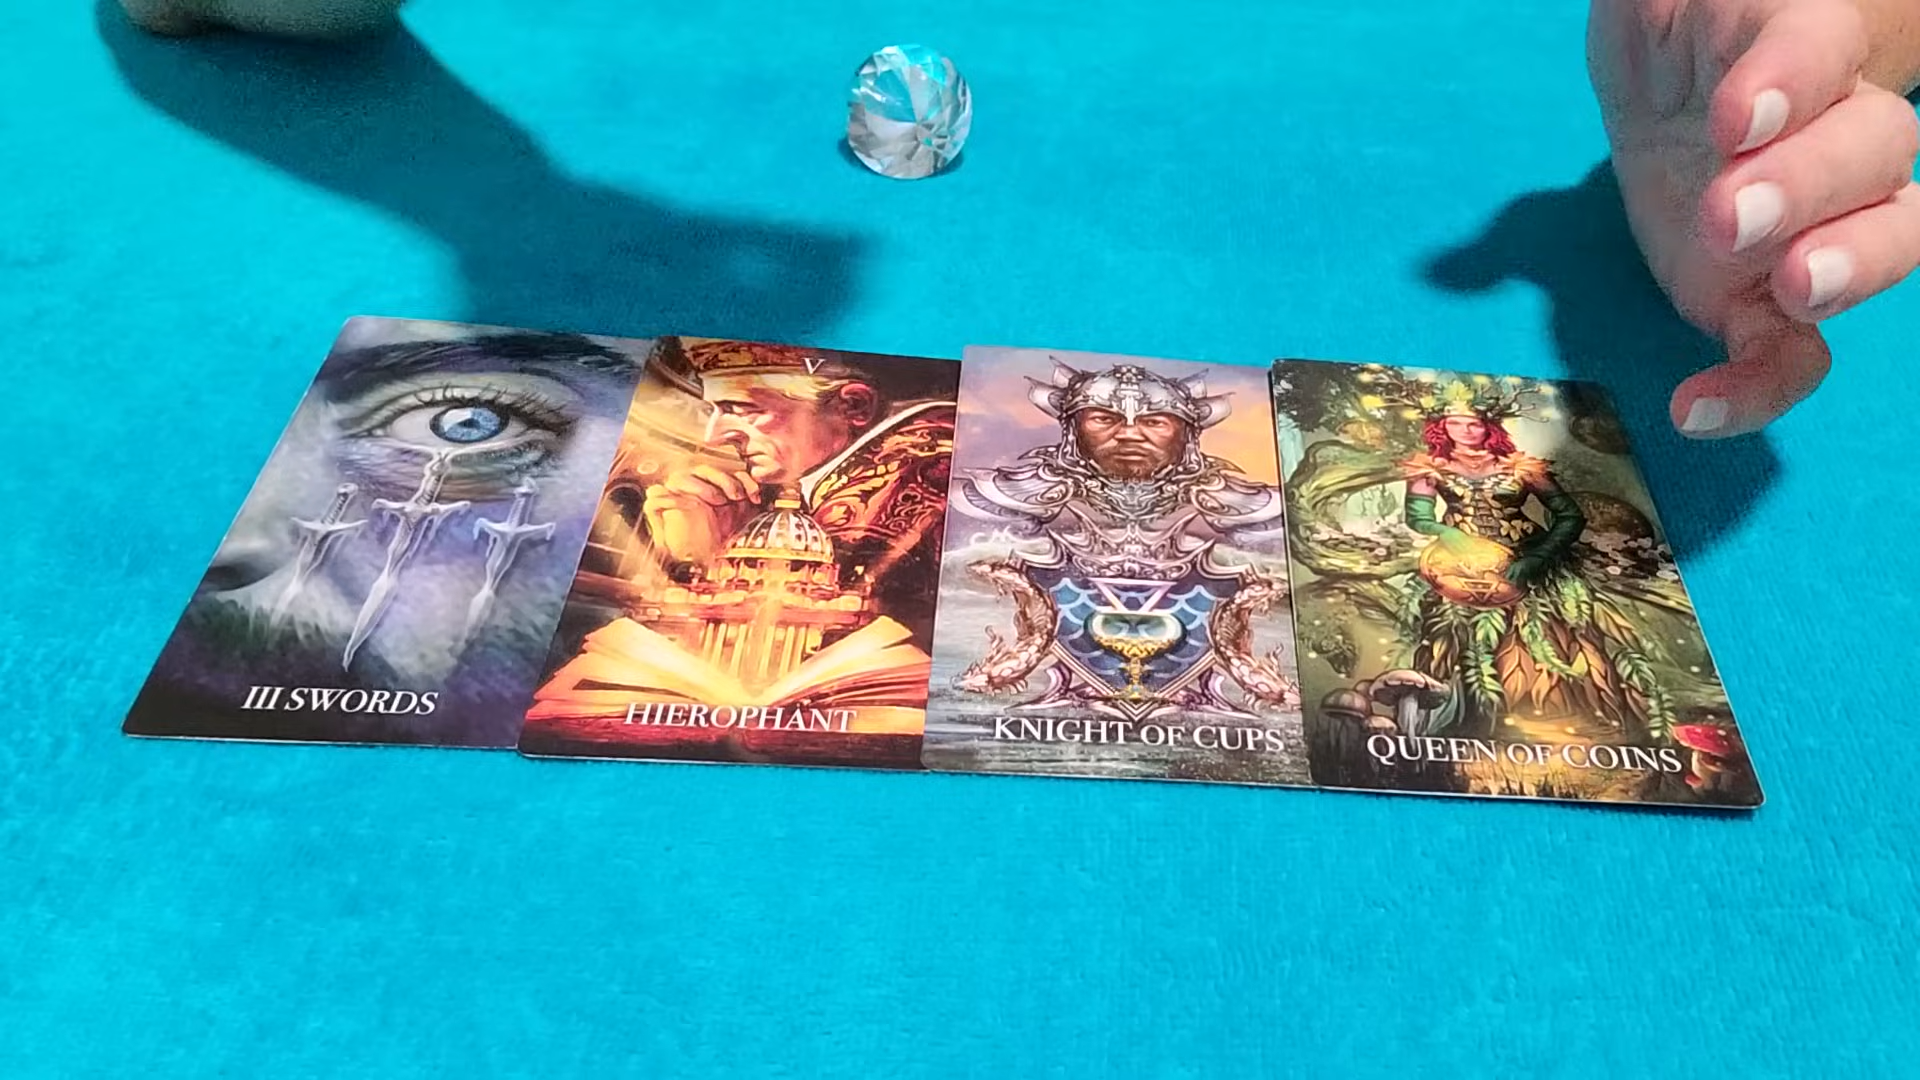 III SWORDS
V
HIEROPHANT
KNIGHT OF CUPS
QUEEN OF COINS